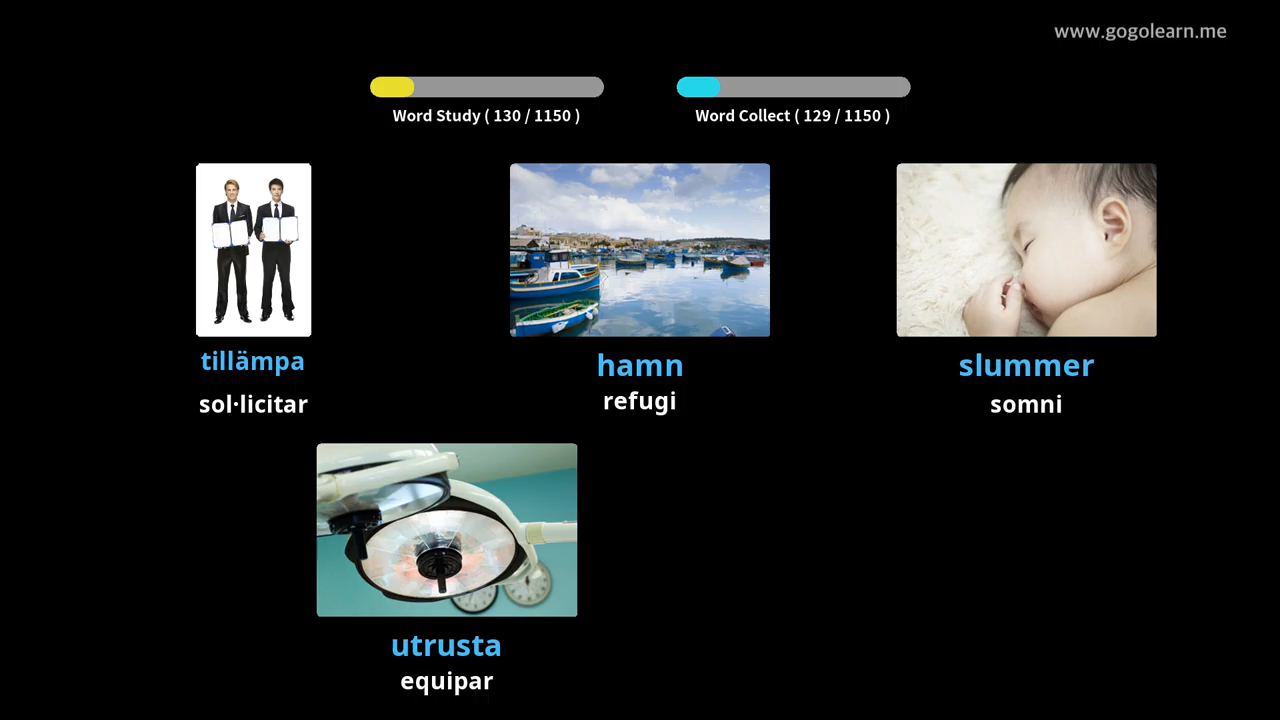 www.gogolearn.me
Word Study ( 130 / 1150 )
Word Collect ( 129 / 1150 )
tillämpa
sol·licitar
hamn
refugi
slummer
somni
utrusta
equipar